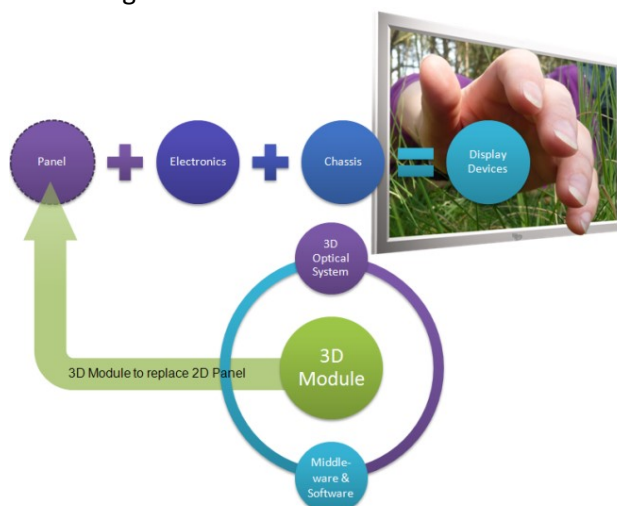 Panel
Electronics
Chassis
Display
Devices
3D
Optical
System
3D
Module
3D Module to replace 2D Panel
Middle-
ware &
Software